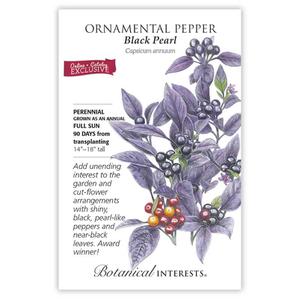 ORNAMENTAL PEPPER
Black Pearl
Capsicum annuum
Online + Catalog
EXCLUSIVE
PERENNIAL
GROWN AS AN ANNUAL
FULL SUN
90 DAYS from
transplanting
14"–18" tall
Add unending
interest to the
garden and
cut-flower
arrangements
with shiny,
black, pearl-like
peppers and
near-black
leaves. Award
winner!
Botanical INTERESTS®